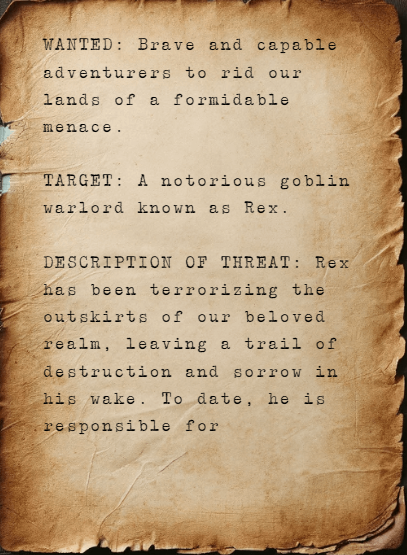 WANTED: Brave and capable
adventurers to rid our
lands of a formidable
menace.
TARGET: A notorious goblin
warlord known as Rex.
DESCRIPTION OF THREAT: Rex
has been terrorizing the
outskirts of our beloved
realm, leaving a trail of
destruction and sorrow in
his wake. To date, he is
responsible for